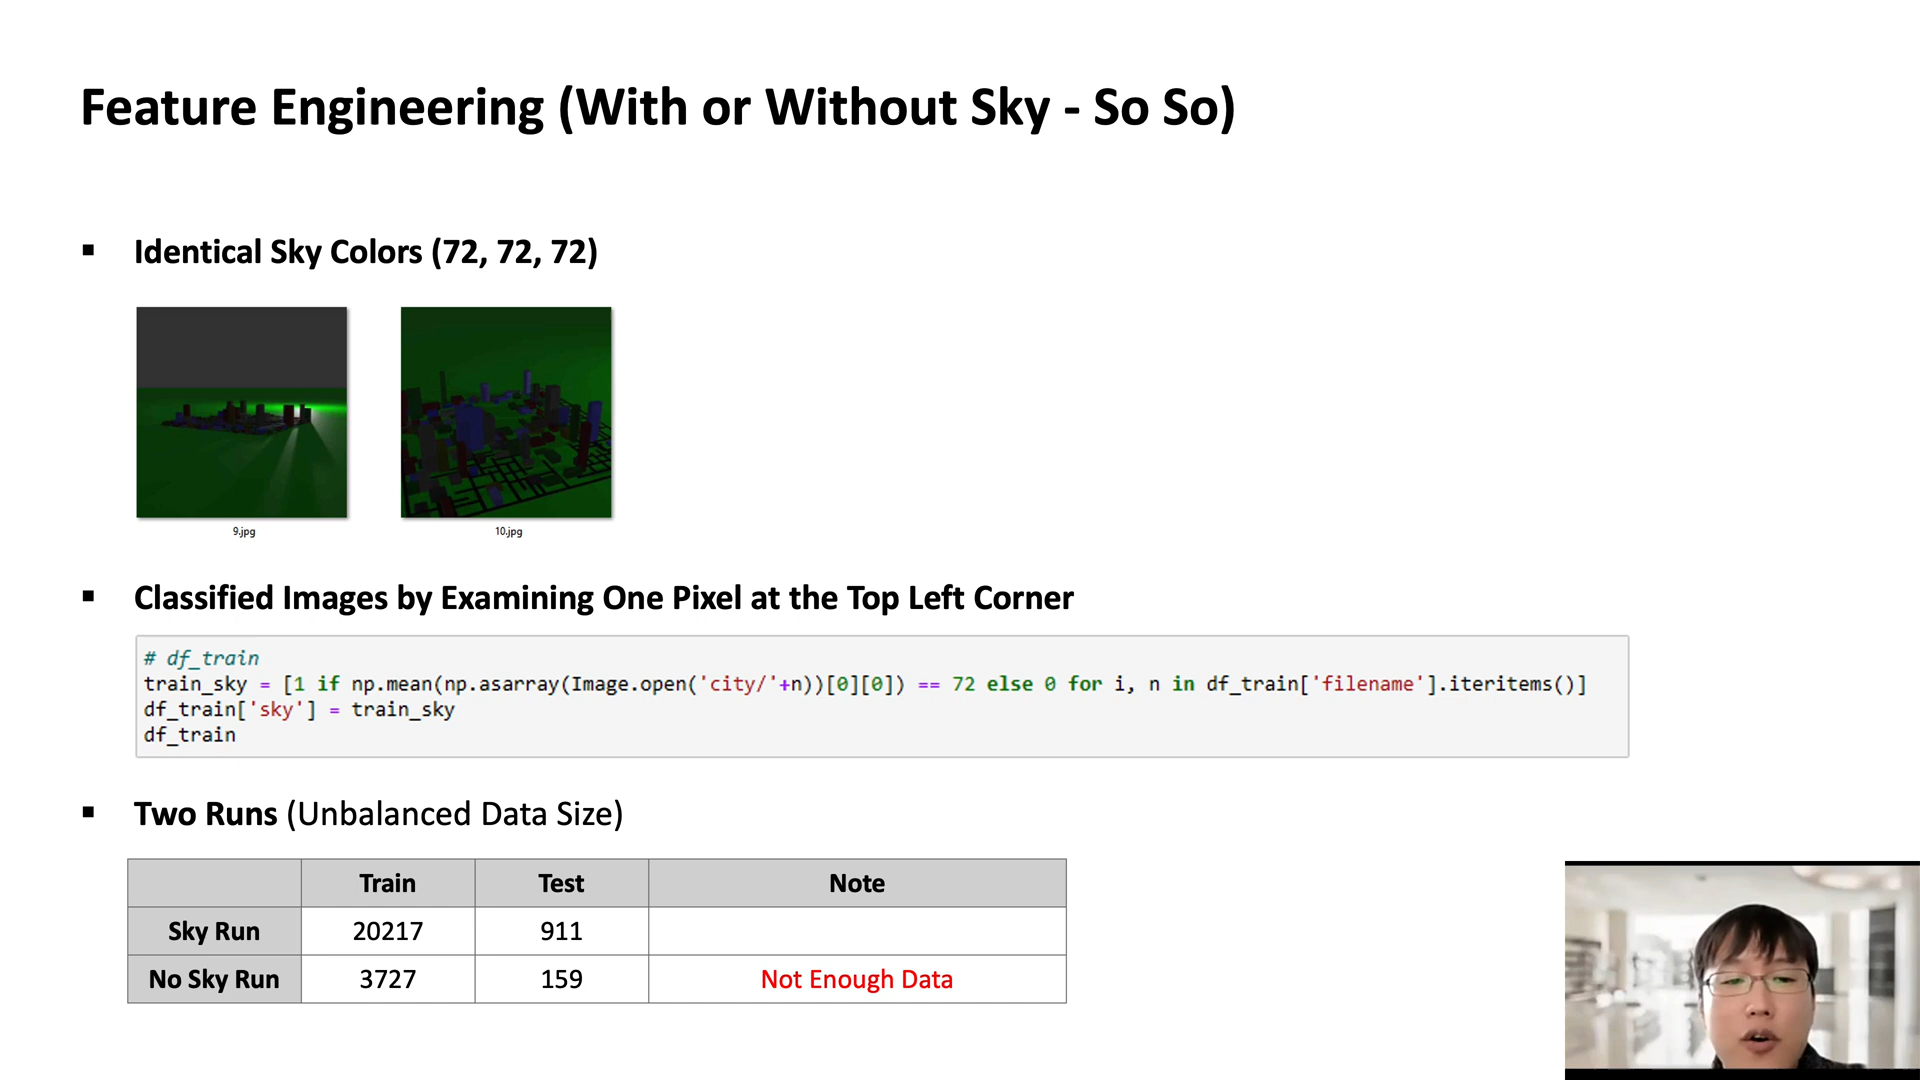 Feature Engineering (With or Without Sky - So So)
▪ Identical Sky Colors (72, 72, 72)
9.jpg
10.jpg
▪ Classified Images by Examining One Pixel at the Top Left Corner
# df_train
train_sky = [1 if np.mean(np.asarray(Image.open('city/'+n))[0][0]) == 72 else 0 for i, n in df_train['filename'].iteritems()]
df_train['sky'] = train_sky
df_train
▪ Two Runs (Unbalanced Data Size)
Train Test Note
Sky Run 20217 911
No Sky Run 3727 159 Not Enough Data